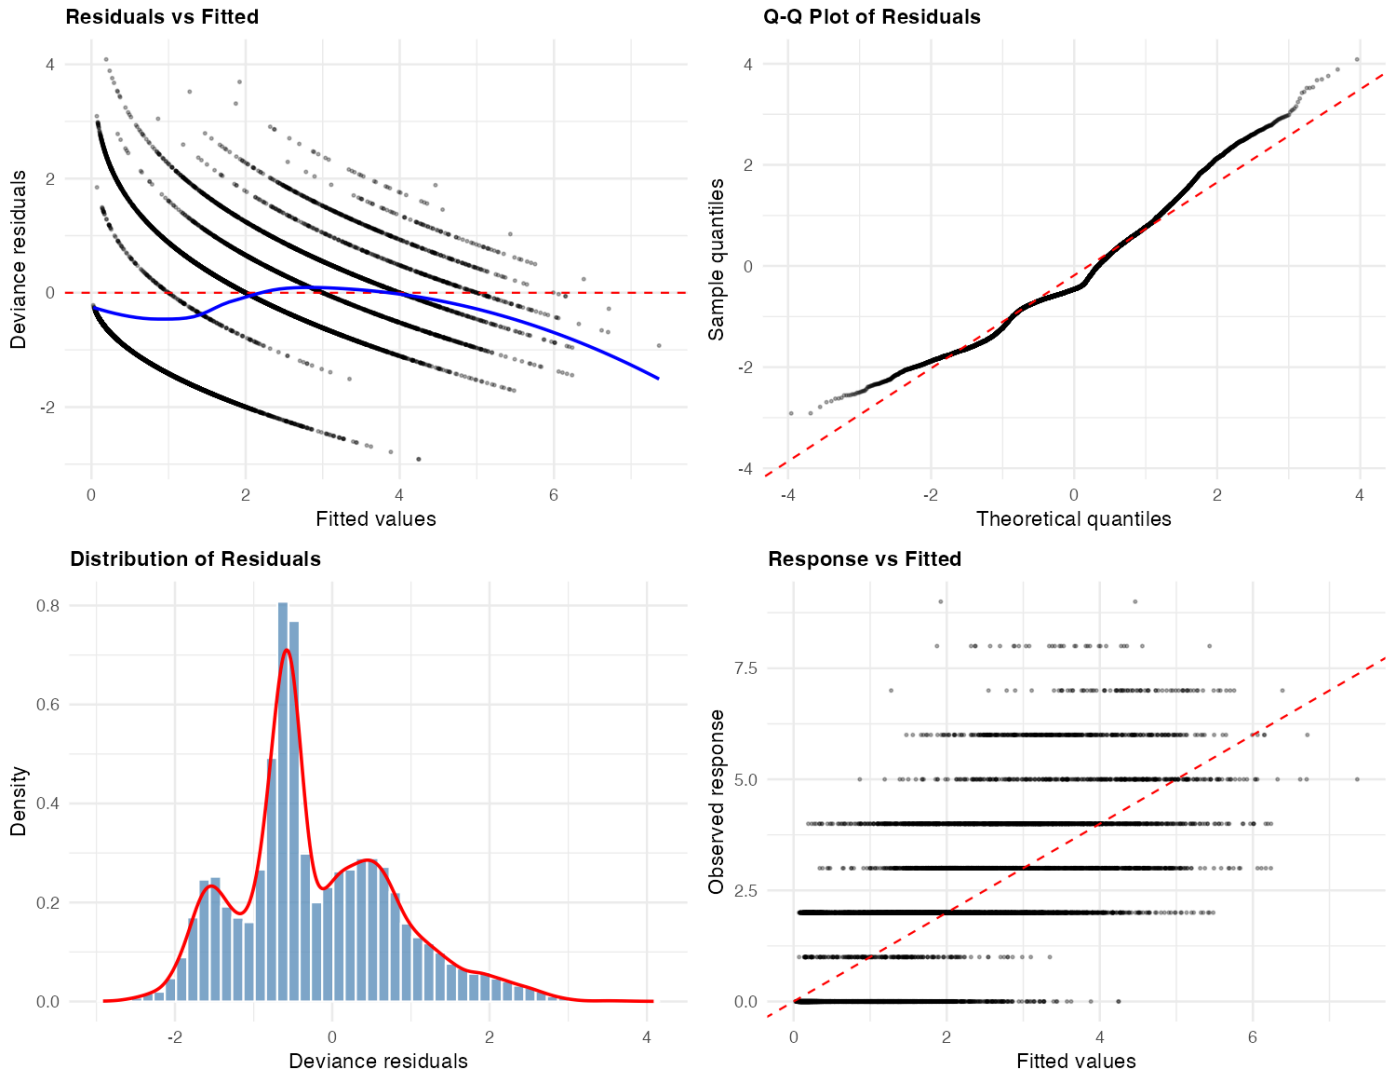 Residuals vs Fitted
4
2
0
-2
Deviance residuals
0
2
4
6
Fitted values
Q-Q Plot of Residuals
4
2
0
-2
-4
Sample quantiles
-4
-2
0
2
4
Theoretical quantiles
Distribution of Residuals
0.8
0.6
0.4
0.2
0.0
Density
-2
0
2
4
Deviance residuals
Response vs Fitted
7.5
5.0
2.5
0.0
Observed response
0
2
4
6
Fitted values